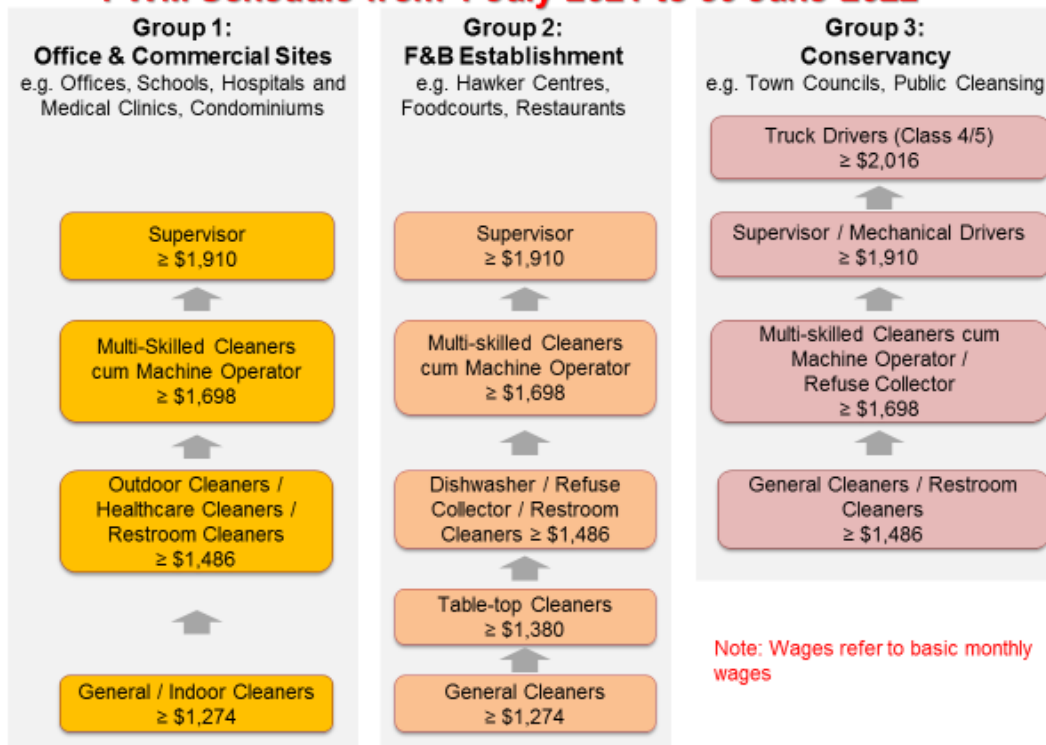 Group 1:
Office & Commercial Sites
e.g. Offices, Schools, Hospitals and
Medical Clinics, Condominiums
Supervisor
≥ $1,910
Multi-Skilled Cleaners
cum Machine Operator
≥ $1,698
Outdoor Cleaners /
Healthcare Cleaners /
Restroom Cleaners
≥ $1,486
General / Indoor Cleaners
≥ $1,274
Group 2:
F&B Establishment
e.g. Hawker Centres,
Foodcourts, Restaurants
Supervisor
≥ $1,910
Multi-skilled Cleaners
cum Machine Operator
≥ $1,698
Dishwasher / Refuse
Collector / Restroom
Cleaners ≥ $1,486
Table-top Cleaners
≥ $1,380
General Cleaners
≥ $1,274
Group 3:
Conservancy
e.g. Town Councils, Public Cleansing
Truck Drivers (Class 4/5)
≥ $2,016
Supervisor / Mechanical Drivers
≥ $1,910
Multi-skilled Cleaners cum
Machine Operator /
Refuse Collector
≥ $1,698
General Cleaners / Restroom
Cleaners
≥ $1,486
Note: Wages refer to basic monthly
wages